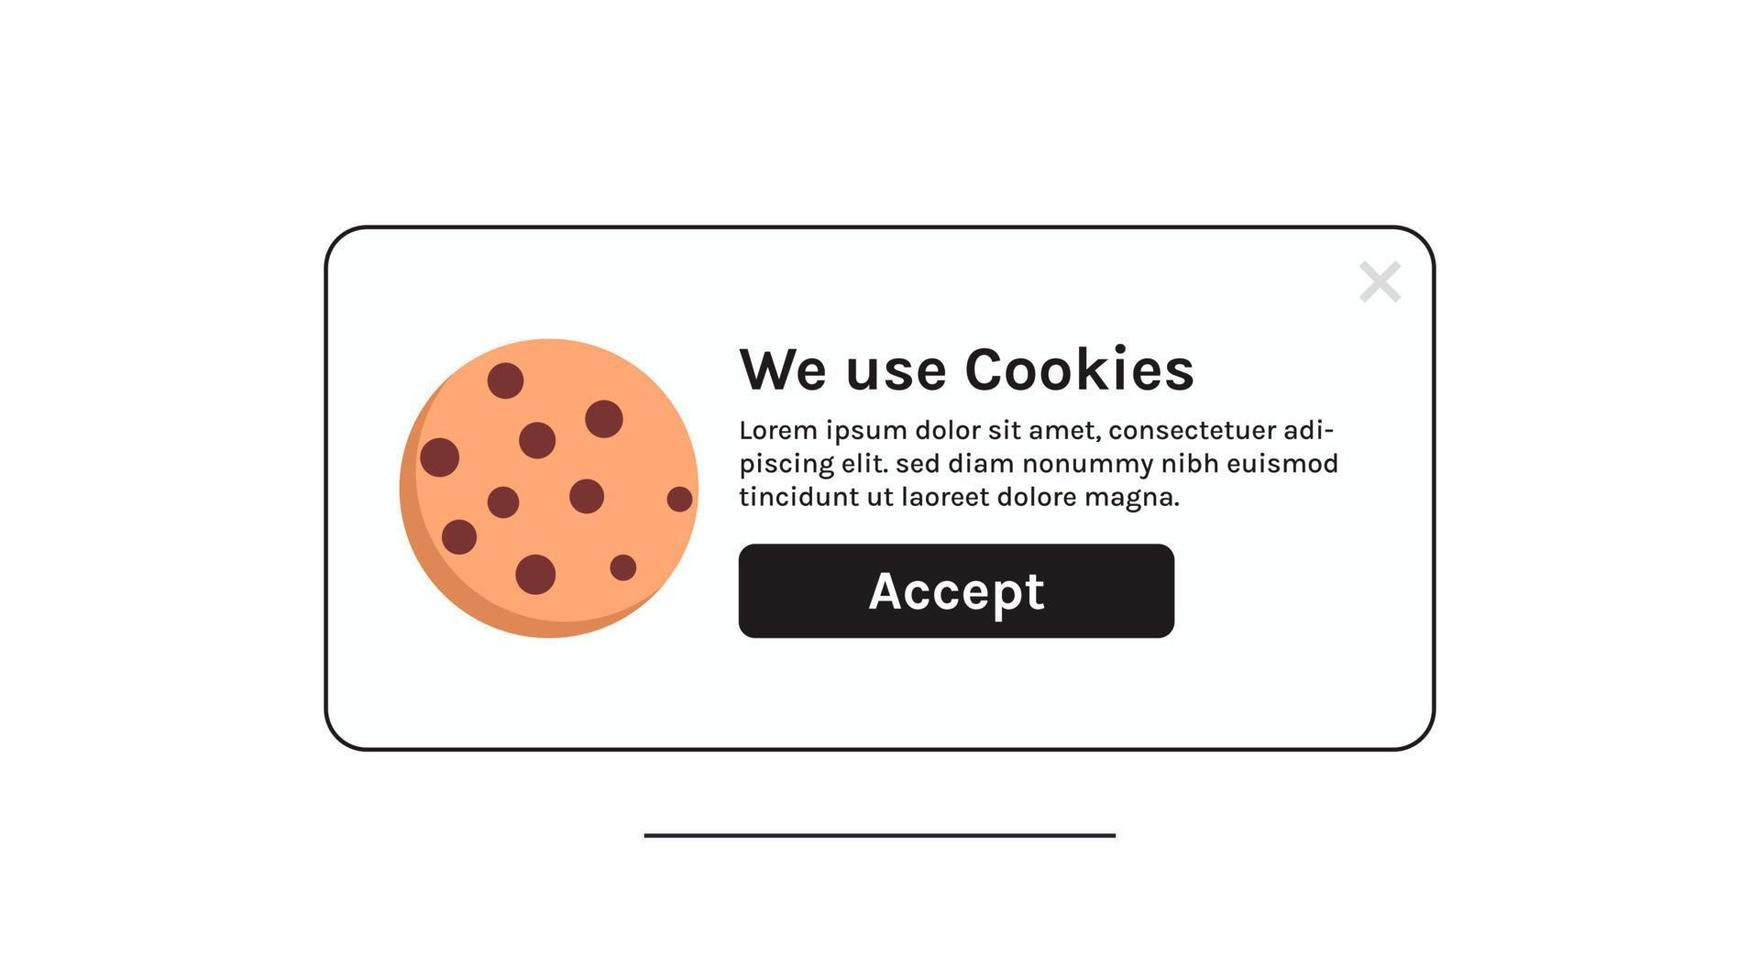 We use Cookies
Lorem ipsum dolor sit amet, consectetuer adi-
piscing elit. sed diam nonummy nibh euismod
tincidunt ut laoreet dolore magna.
Accept